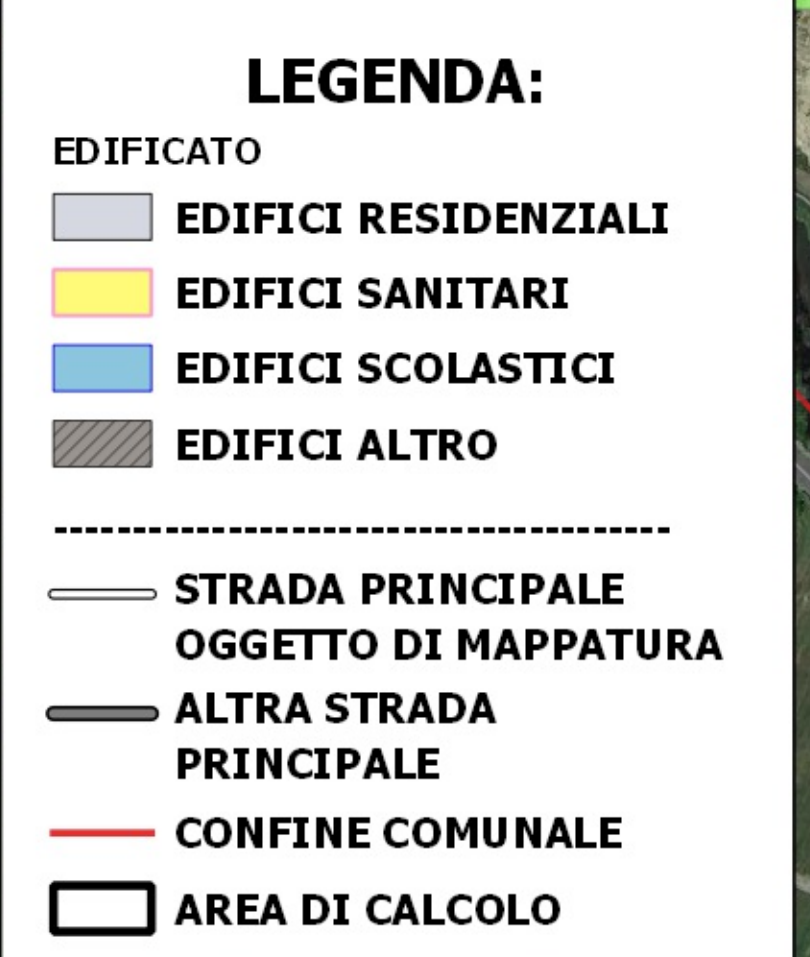 LEGENDA:
EDIFICATO
EDIFICI RESIDENZIALI
EDIFICI SANITARI
EDIFICI SCOLASTICI
EDIFICI ALTRO
---------------------------------------
STRADA PRINCIPALE
OGGETTO DI MAPPATURA
ALTRA STRADA
PRINCIPALE
CONFINE COMUNALE
AREA DI CALCOLO